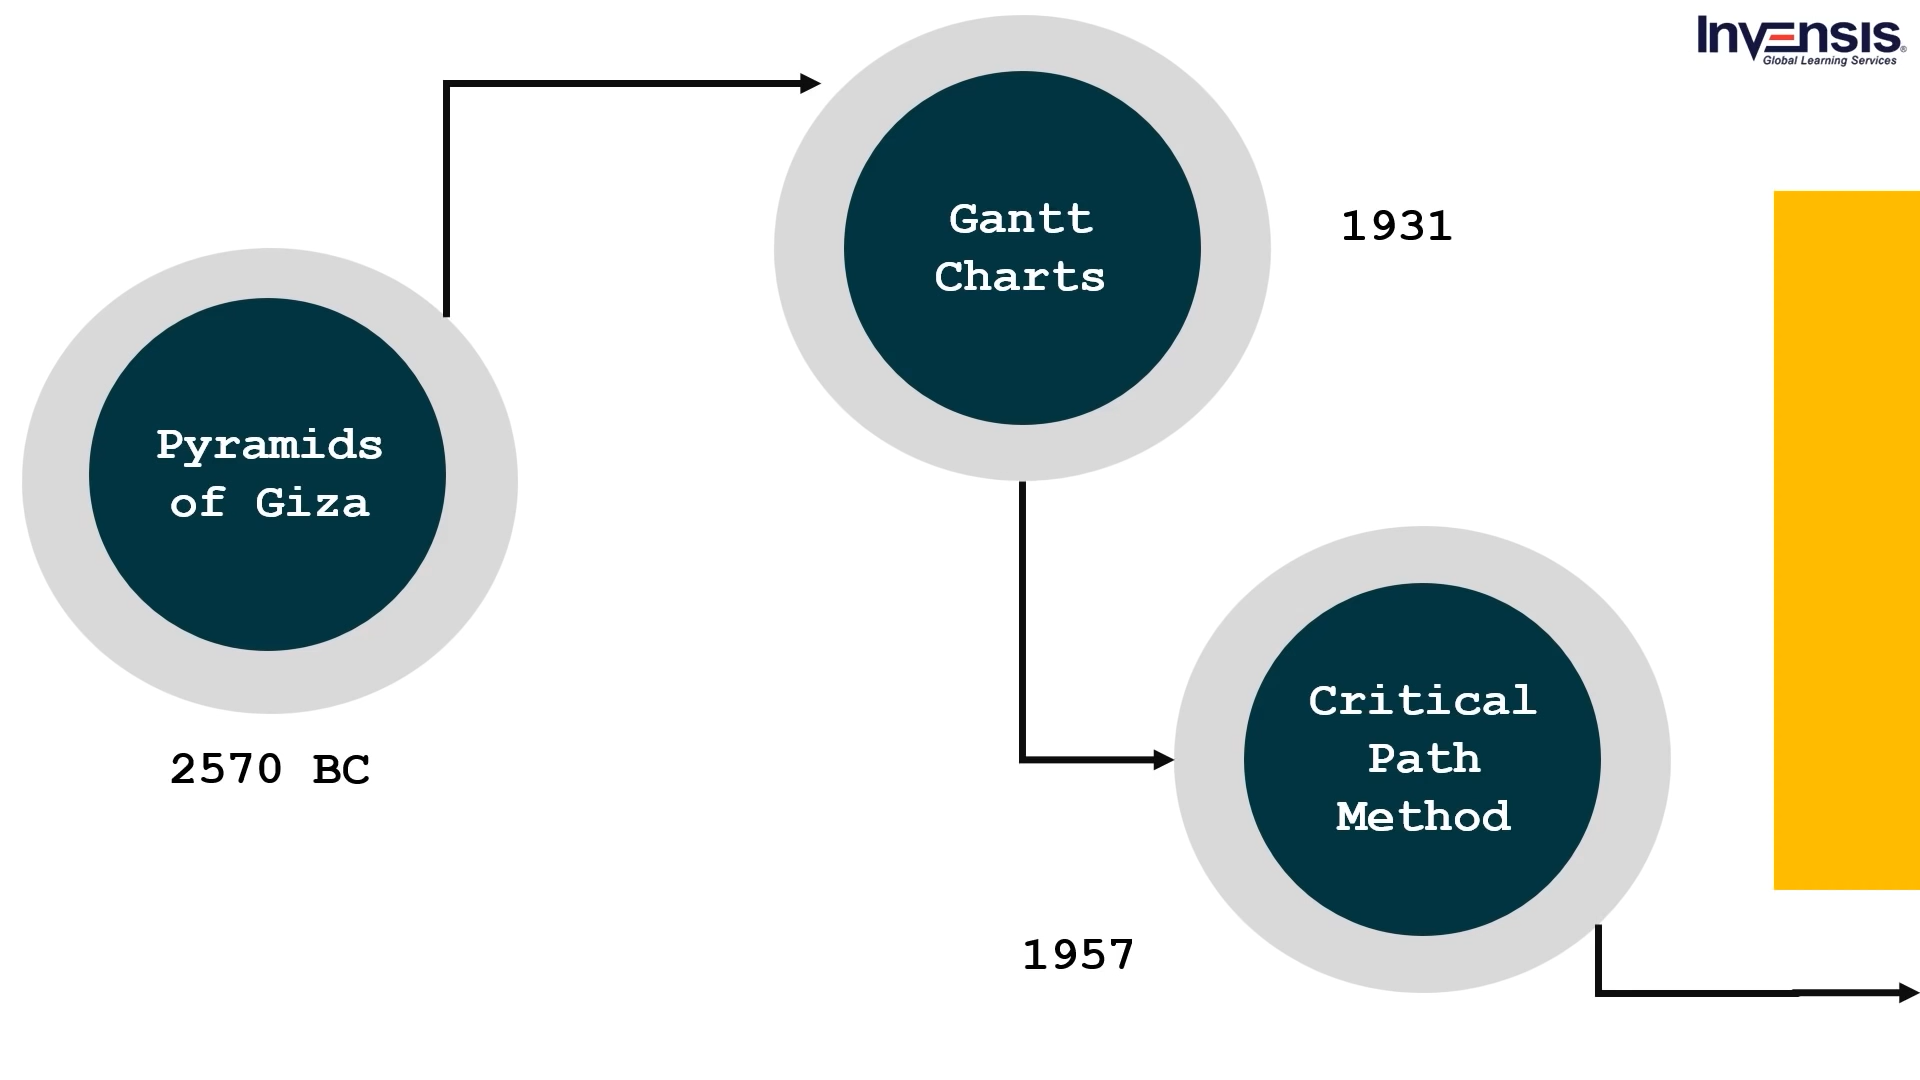 Invensis®
Global Learning Services
Gantt
Charts
1931
Pyramids
of Giza
2570 BC
Critical
Path
Method
1957